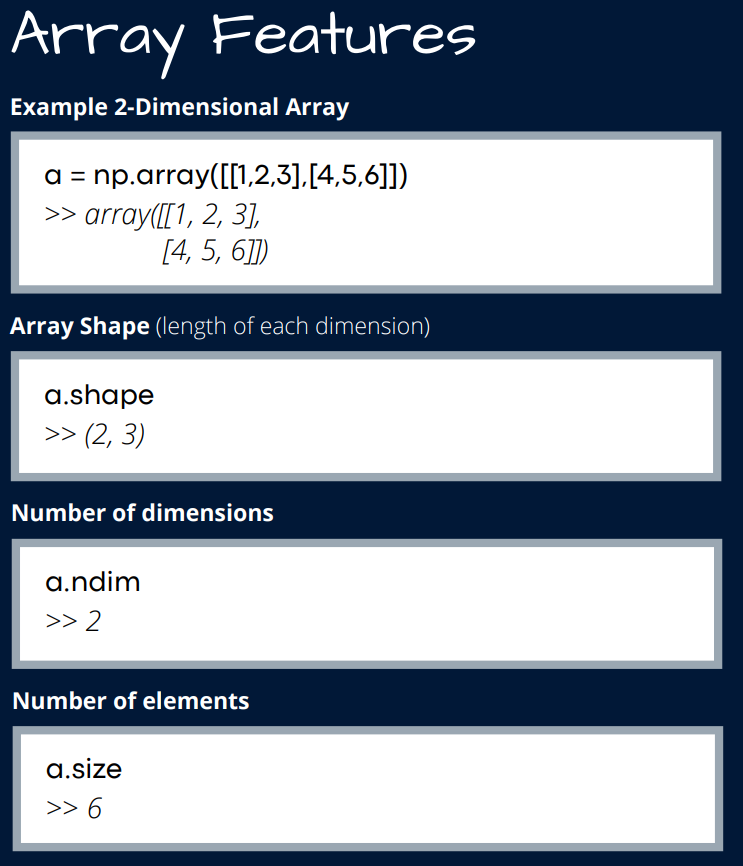 Array Features
Example 2-Dimensional Array
a = np.array([[1,2,3],[4,5,6]])
>> array([[1, 2, 3],
[4, 5, 6]])
Array Shape (length of each dimension)
a.shape
>> (2, 3)
Number of dimensions
a.ndim
>> 2
Number of elements
a.size
>> 6